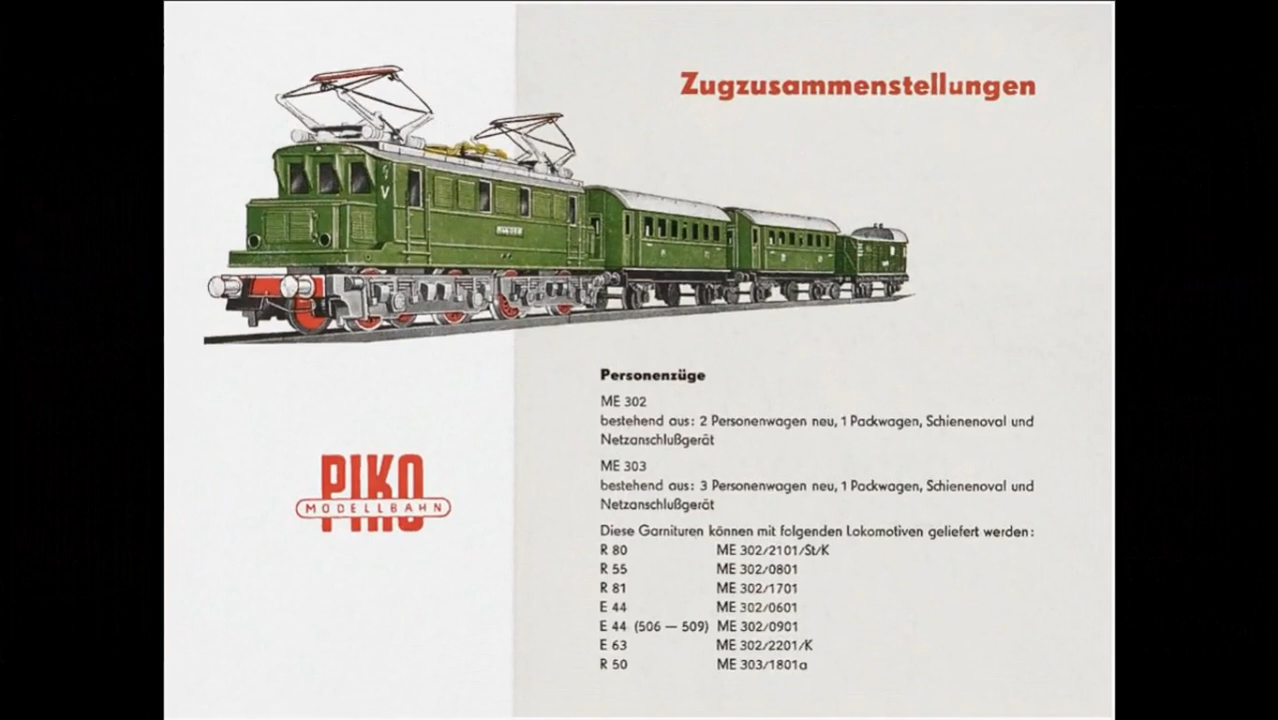 Zugzusammenstellungen
Personenzüge
ME 302
bestehend aus: 2 Personenwagen neu, 1 Packwagen, Schienenoval und
Netzanschlußgerät
ME 303
bestehend aus: 3 Personenwagen neu, 1 Packwagen, Schienenoval und
Netzanschlußgerät
Diese Garnituren können mit folgenden Lokomotiven geliefert werden:
R 80 ME 302/2101/St/K
R 55 ME 302/0801
R 81 ME 302/1701
E 44 ME 302/0601
E 44 (506 — 509) ME 302/0901
E 63 ME 302/2201/K
R 50 ME 303/1801a
PIKO
MODELLBAHN